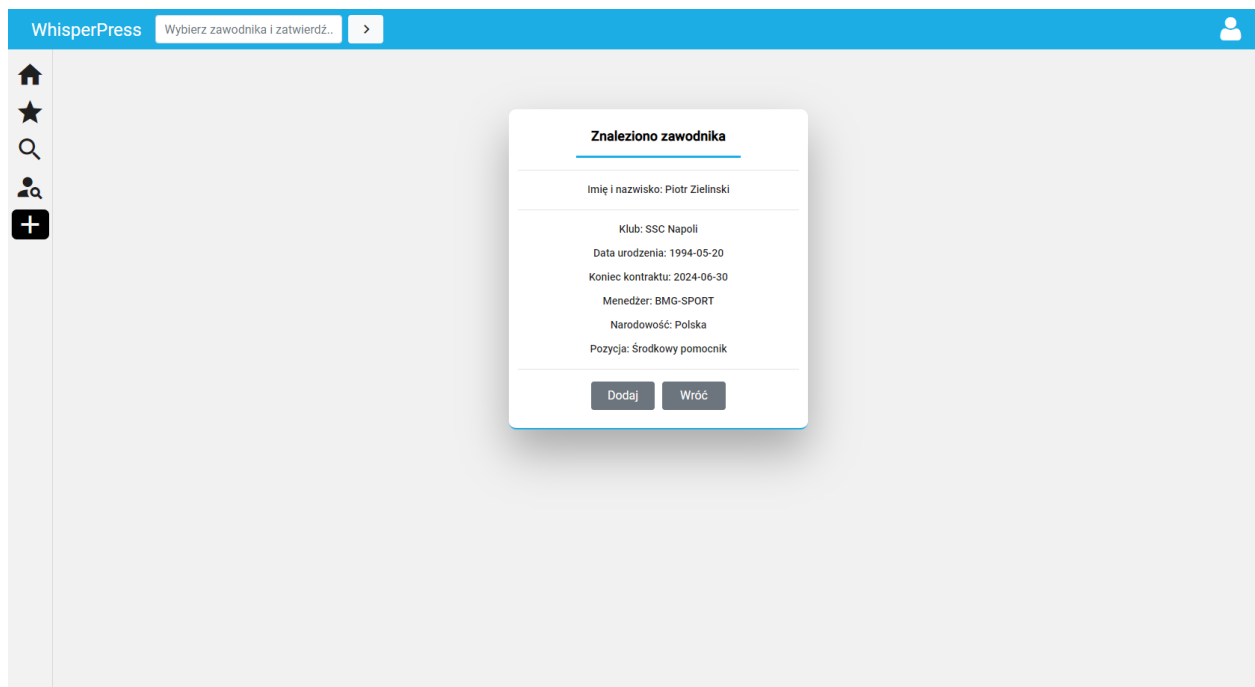 WhisperPress
Wybierz zawodnika i zatwierdź..
Znaleziono zawodnika
Imię i nazwisko: Piotr Zielinski
Klub: SSC Napoli
Data urodzenia: 1994-05-20
Koniec kontraktu: 2024-06-30
Menedżer: BMG-SPORT
Narodowość: Polska
Pozycja: Środkowy pomocnik
Dodaj
Wróć